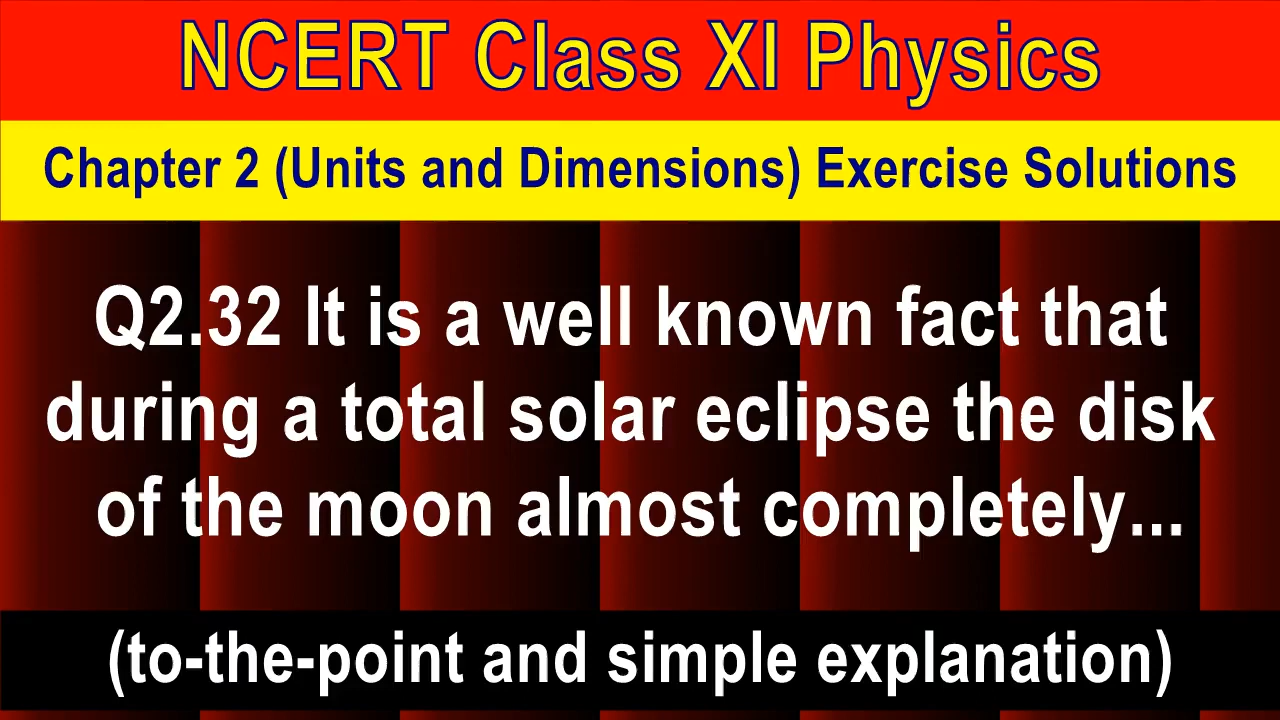 NCERT Class XI Physics
Chapter 2 (Units and Dimensions) Exercise Solutions
Q2.32 It is a well known fact that
during a total solar eclipse the disk
of the moon almost completely...
(to-the-point and simple explanation)